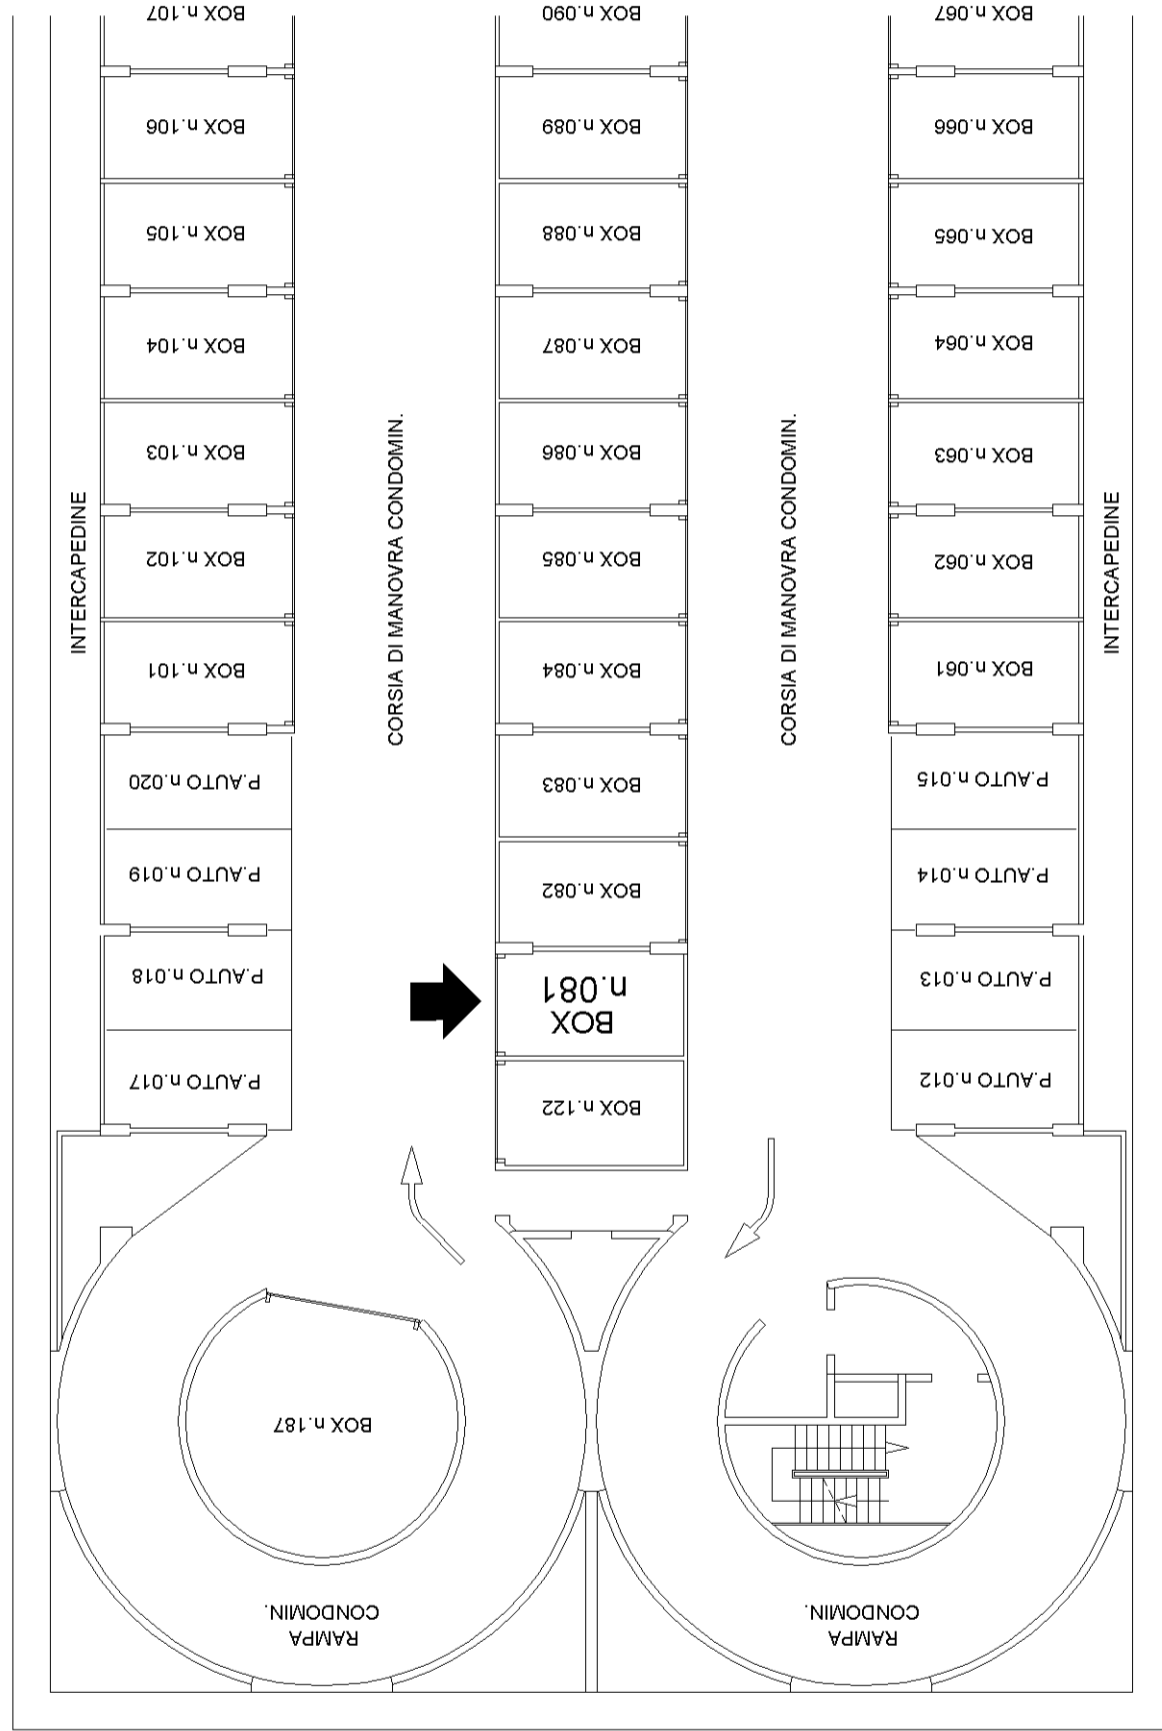 RAMPA
CONDOMIN.
RAMPA
CONDOMIN.
BOX n.187
P.AUTO n.012
BOX n.122
P.AUTO n.017
P.AUTO n.013
BOX
n.081
P.AUTO n.018
P.AUTO n.014
BOX n.082
P.AUTO n.019
P.AUTO n.015
BOX n.083
P.AUTO n.020
BOX n.061
BOX n.084
BOX n.101
INTERCAPEDINE
CORSIA DI MANOVRA CONDOMIN.
CORSIA DI MANOVRA CONDOMIN.
INTERCAPEDINE
BOX n.062
BOX n.085
BOX n.102
BOX n.063
BOX n.086
BOX n.103
BOX n.064
BOX n.087
BOX n.104
BOX n.065
BOX n.088
BOX n.105
BOX n.066
BOX n.089
BOX n.106
BOX n.067
BOX n.090
BOX n.107